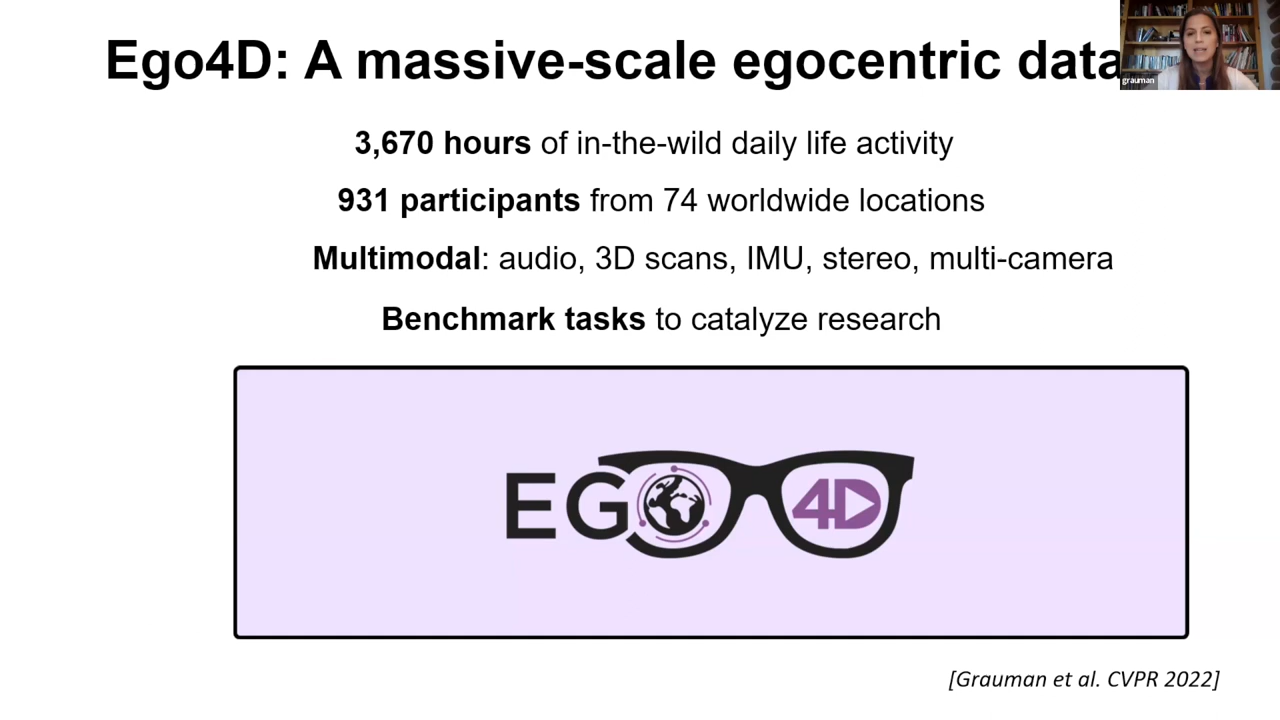 Ego4D: A massive-scale egocentric data
grauman
3,670 hours of in-the-wild daily life activity
931 participants from 74 worldwide locations
Multimodal: audio, 3D scans, IMU, stereo, multi-camera
Benchmark tasks to catalyze research
EGO 4D
[Grauman et al. CVPR 2022]